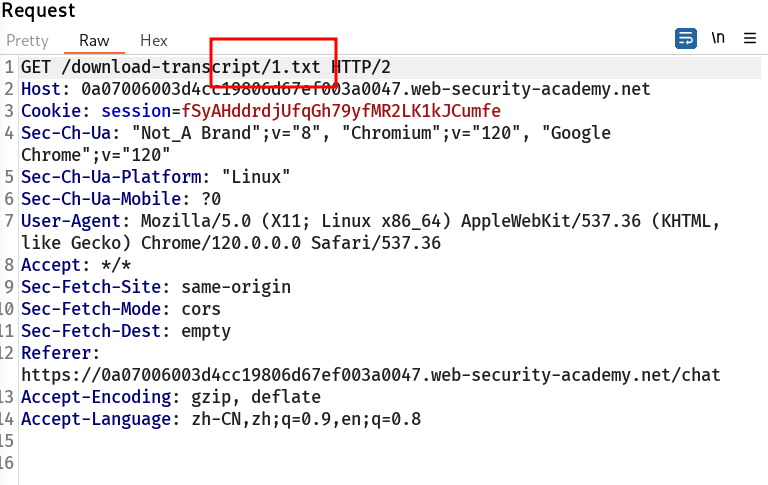 Request
Pretty Raw Hex \n
1 GET /download-transcript/1.txt HTTP/2
2 Host: 0a07006003d4cc19806d67ef003a0047.web-security-academy.net
3 Cookie: session=fSyAHddrdjUfqGh79yfMR2LK1kJCumfe
4 Sec-Ch-Ua: "Not_A Brand";v="8", "Chromium";v="120", "Google
Chrome";v="120"
5 Sec-Ch-Ua-Platform: "Linux"
6 Sec-Ch-Ua-Mobile: ?0
7 User-Agent: Mozilla/5.0 (X11; Linux x86_64) AppleWebKit/537.36 (KHTML,
like Gecko) Chrome/120.0.0.0 Safari/537.36
8 Accept: */*
9 Sec-Fetch-Site: same-origin
10 Sec-Fetch-Mode: cors
11 Sec-Fetch-Dest: empty
12 Referer:
https://0a07006003d4cc19806d67ef003a0047.web-security-academy.net/chat
13 Accept-Encoding: gzip, deflate
14 Accept-Language: zh-CN,zh;q=0.9,en;q=0.8
15
16